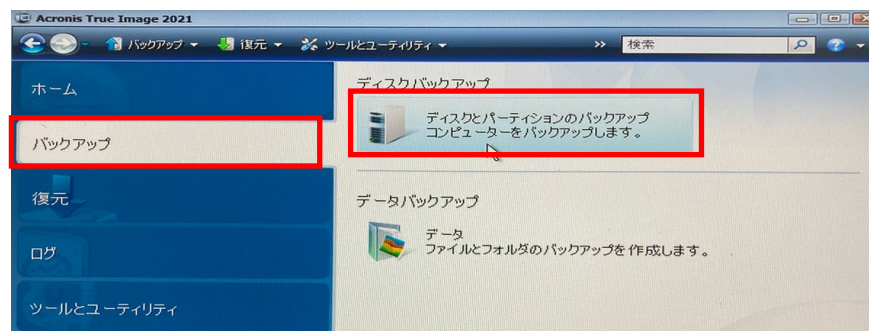 Acronis True Image 2021
バックアップ 復元 ツールとユーティリティ 検索
ホーム
バックアップ
復元
ログ
ツールとユーティリティ
ディスクバックアップ
ディスクとパーティションのバックアップ
コンピューターをバックアップします。
データバックアップ
データ
ファイルとフォルダのバックアップを作成します。